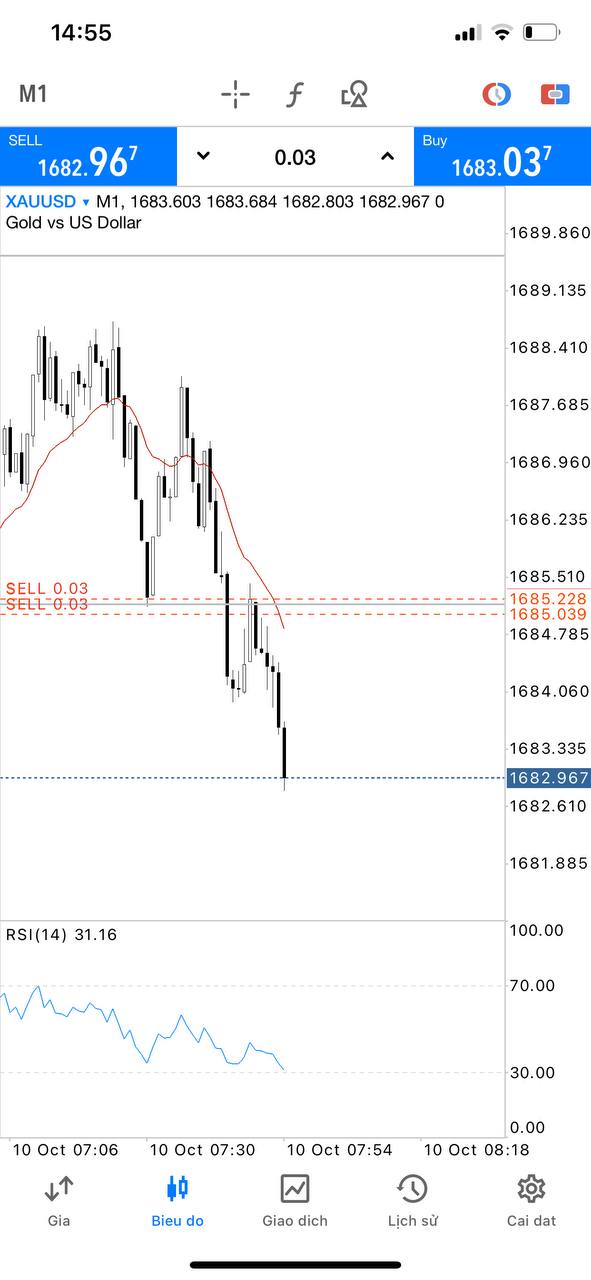 14:55
M1
SELL
1682.96⁷
0.03
Buy
1683.03⁷
XAUUSD ▾ M1, 1683.603 1683.684 1682.803 1682.967 0
Gold vs US Dollar
1689.860
1689.135
1688.410
1687.685
1686.960
1686.235
1685.510
SELL 0.03
1685.228
SELL 0.03
1685.039
1684.785
1684.060
1683.335
1682.967
1682.610
1681.885
RSI(14) 31.16
100.00
70.00
30.00
0.00
10 Oct 07:06
10 Oct 07:30
10 Oct 07:54
10 Oct 08:18
Gia
Bieu do
Giao dich
Lịch sử
Cai dat